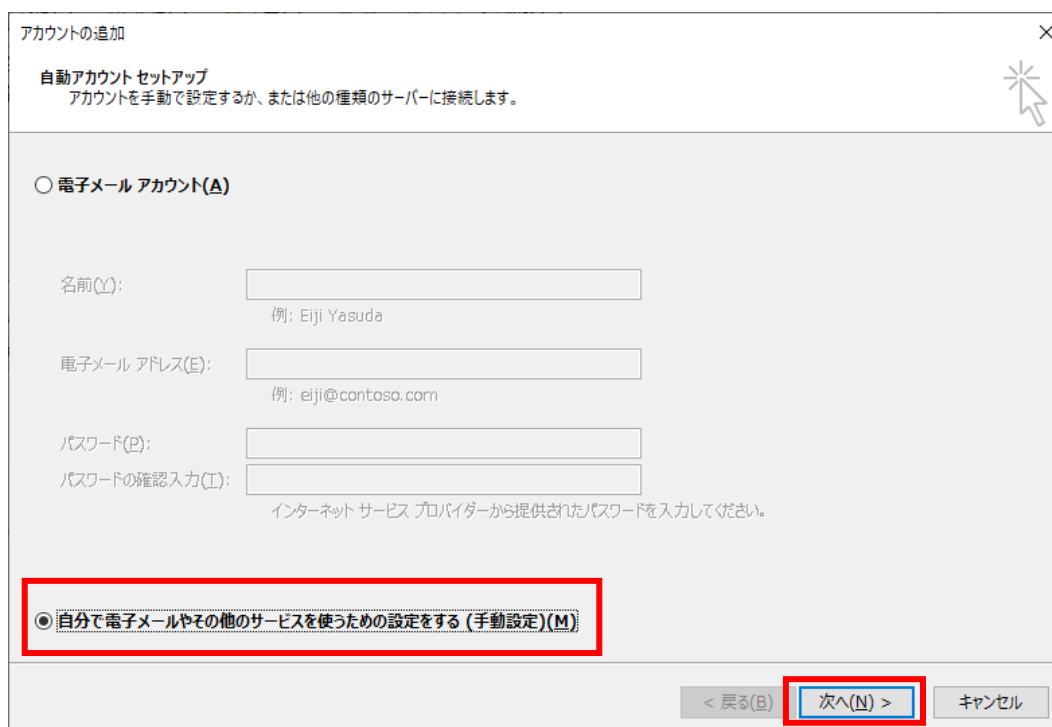 アカウントの追加
自動アカウント セットアップ
アカウントを手動で設定するか、または他の種類のサーバーに接続します。
電子メール アカウント(A)
名前(Y):
例: Eiji Yasuda
電子メール アドレス(E):
例: eiji@contoso.com
パスワード(P):
パスワードの確認入力(T):
インターネット サービス プロバイダーから提供されたパスワードを入力してください。
自分で電子メールやその他のサービスを使うための設定をする (手動設定)(M)
< 戻る(B) 次へ(N) > キャンセル